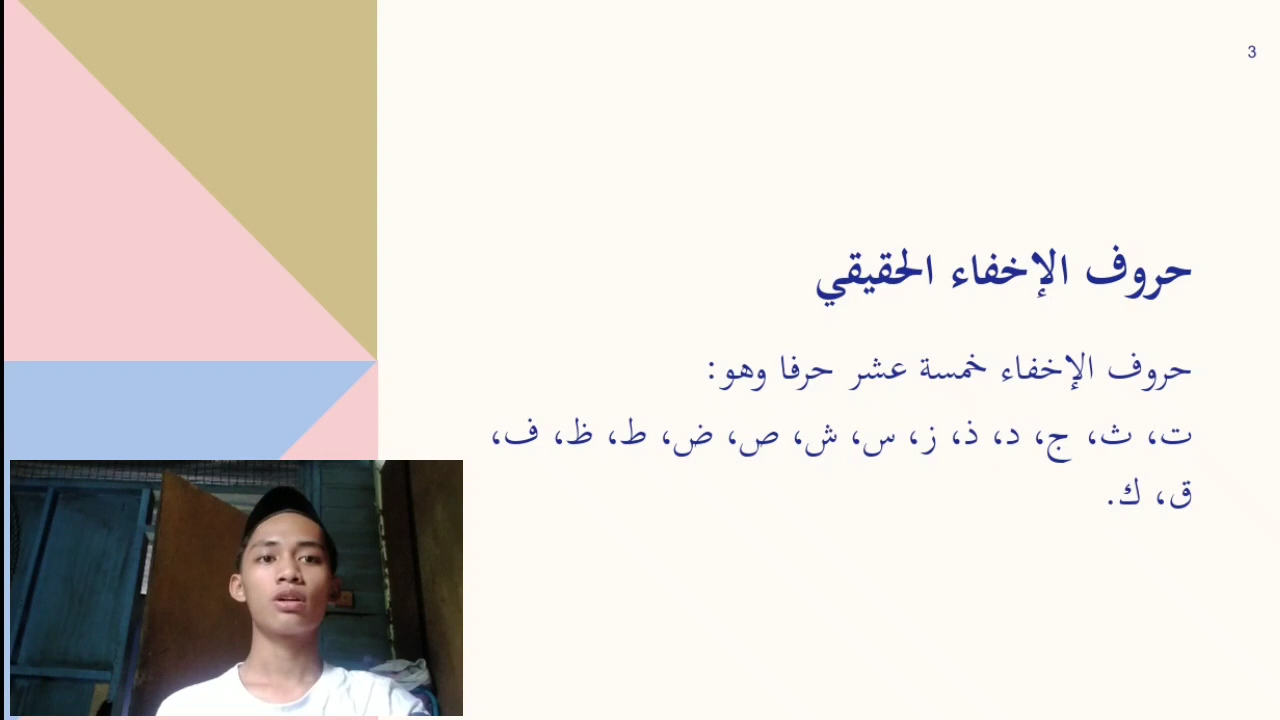 3
حروف الإخفاء الحقيقي
حروف الإخفاء خمسة عشر حرفا وهو:
ت، ث، ج، د، ذ، ز، س، ش، ص، ض، ط، ظ، ف،
ق، ك.